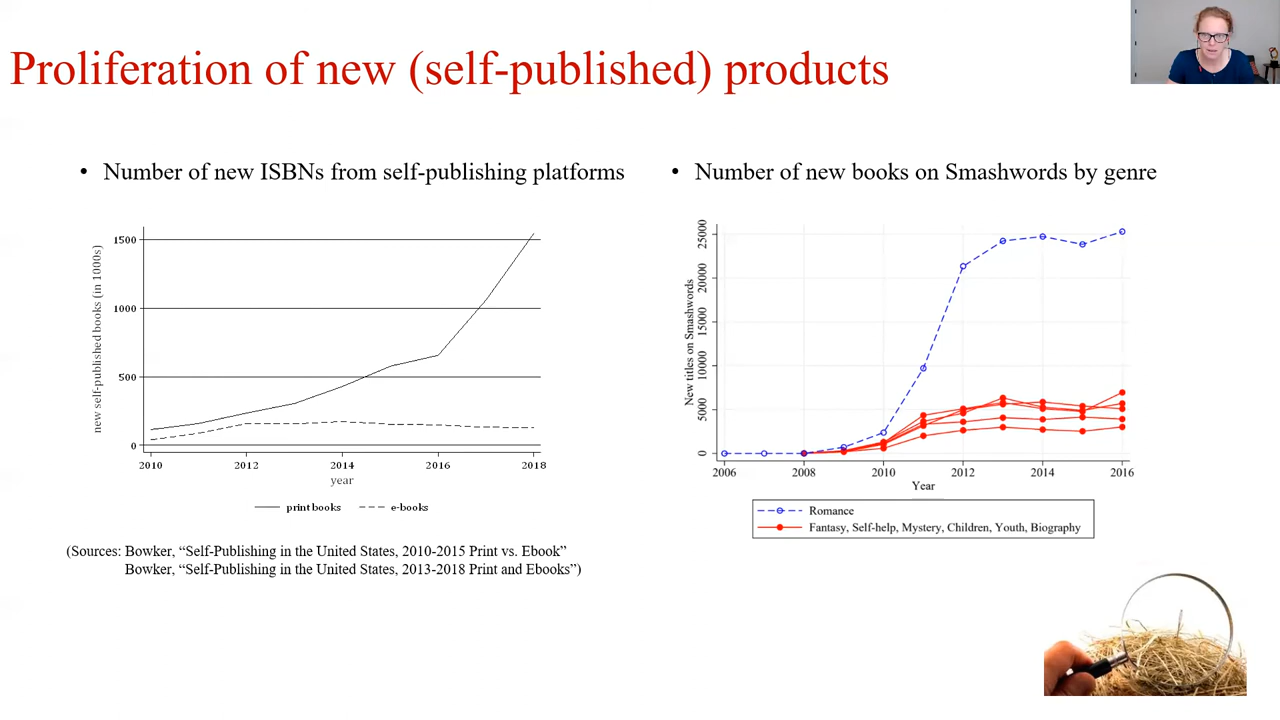 Proliferation of new (self-published) products
• Number of new ISBNs from self-publishing platforms
new self-published books (in 1000s)
1500
1000
500
0
2010 2012 2014 2016 2018
year
print books e-books
(Sources: Bowker, “Self-Publishing in the United States, 2010-2015 Print vs. Ebook”
Bowker, “Self-Publishing in the United States, 2013-2018 Print and Ebooks”)
• Number of new books on Smashwords by genre
New titles on Smashwords
25000
20000
15000
10000
5000
0
2006 2008 2010 2012 2014 2016
Year
Romance
Fantasy, Self-help, Mystery, Children, Youth, Biography